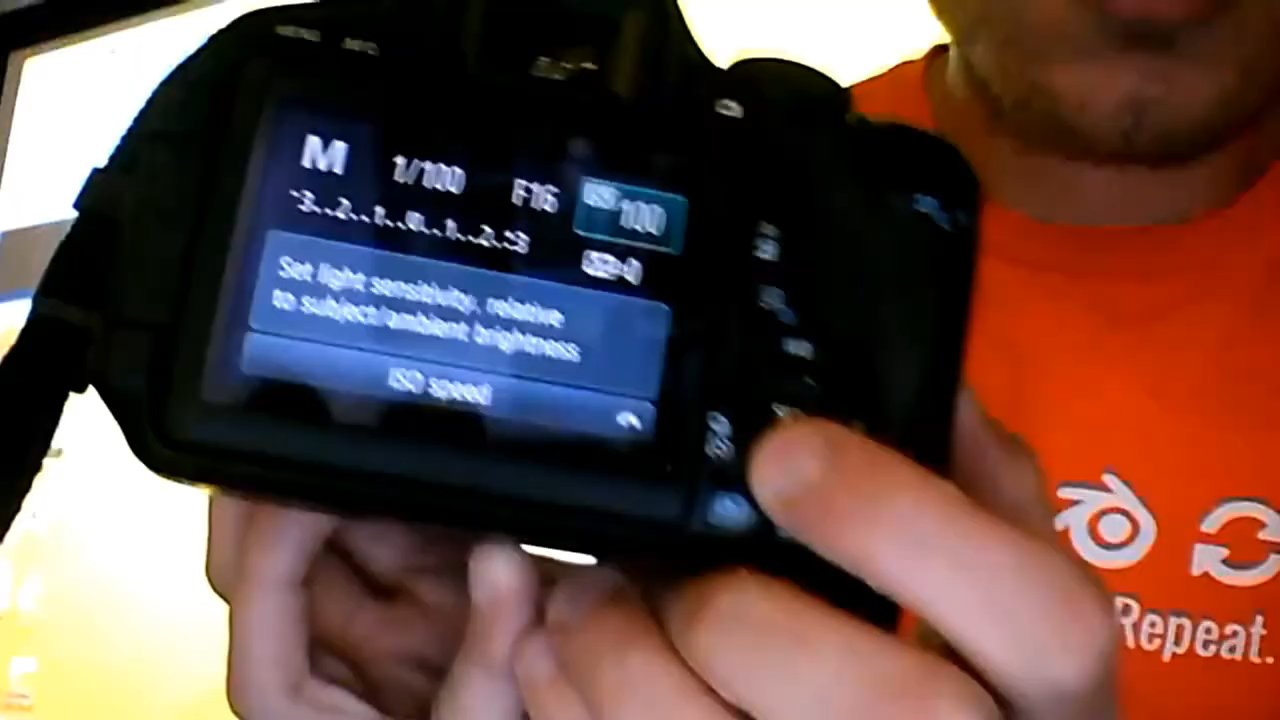 M 1/100 F16 ISO 100
-3..2..1..0..1..2..+3
Set light sensitivity, relative
to subject/ambient brightness
ISO speed
Repeat.